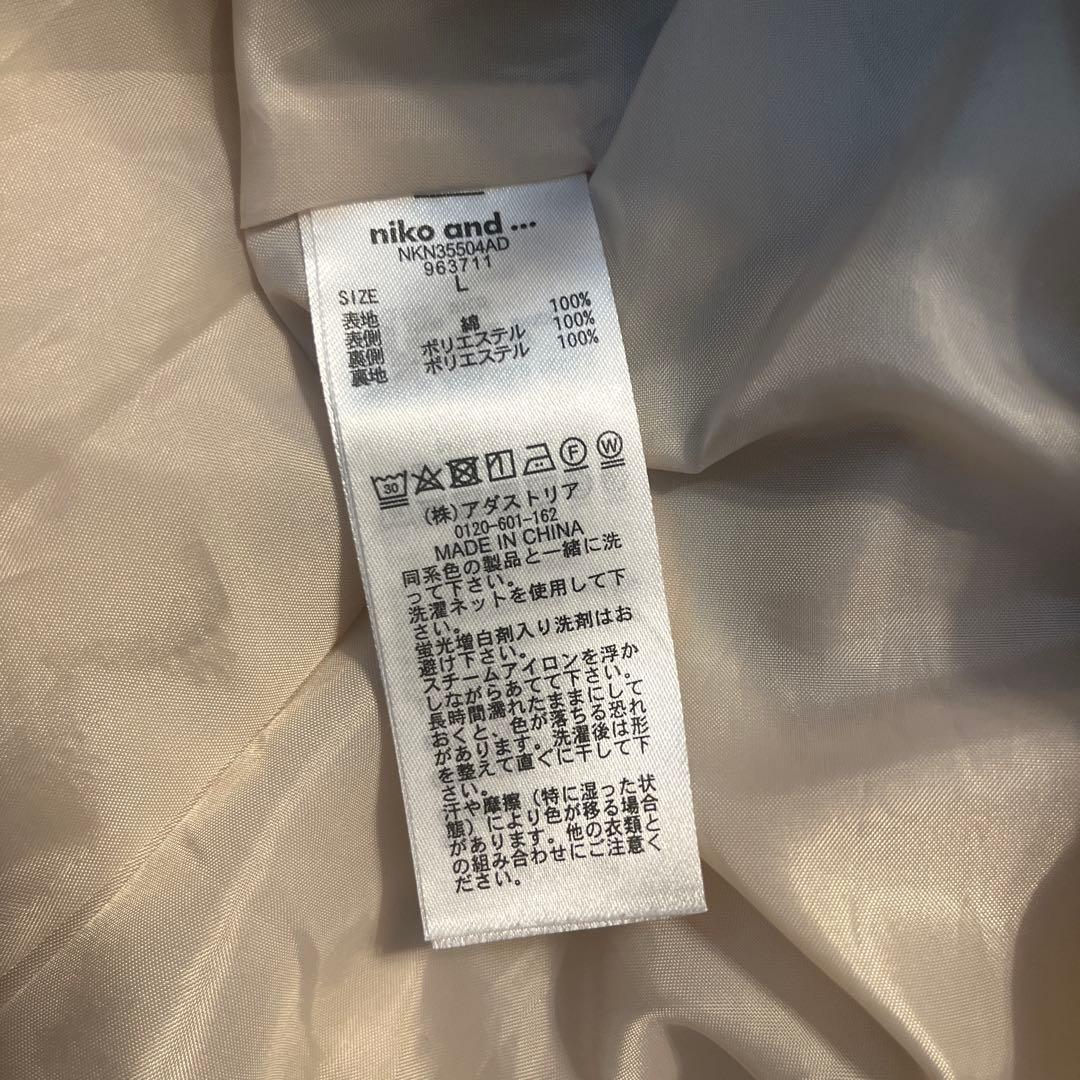 niko and ...
NKN35504AD
963711
L
SIZE
表地 100%
表側 綿 100%
裏側 ポリエステル 100%
裏地 ポリエステル
30 F W
(株)アダストリア
0120-601-162
MADE IN CHINA
同系色の製品と一緒に洗
って下さい。
洗濯ネットを使用して下
さい。
蛍光増白剤入り洗剤はお
避け下さい。
スチームアイロンを浮か
しながらあてて下さい。
長時間濡れたままにして
おくと、色が落ちる恐れ
があります。洗濯後は形
を整えて直ぐに干して下
さい。
汗や摩擦(特に湿った状
態)により色が移る場合
があります。他の衣類と
の組み合わせにご注意く
ださい。